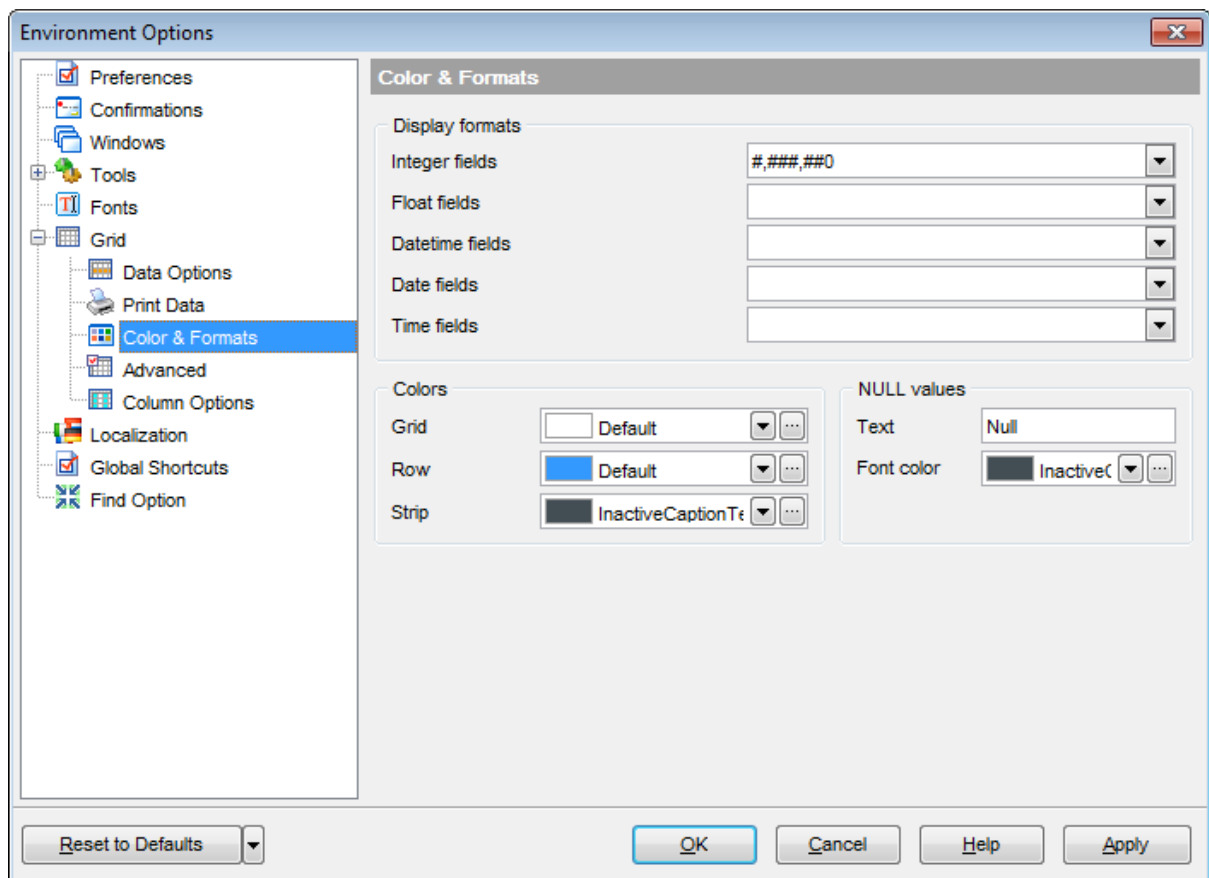 Environment Options
Preferences
Confirmations
Windows
Tools
Fonts
Grid
Data Options
Print Data
Color & Formats
Advanced
Column Options
Localization
Global Shortcuts
Find Option
Color & Formats
Display formats
Integer fields #,###,##0
Float fields
Datetime fields
Date fields
Time fields
Colors
Grid Default
Row Default
Strip InactiveCaptionTe
NULL values
Text Null
Font color InactiveC
Reset to Defaults OK Cancel Help Apply